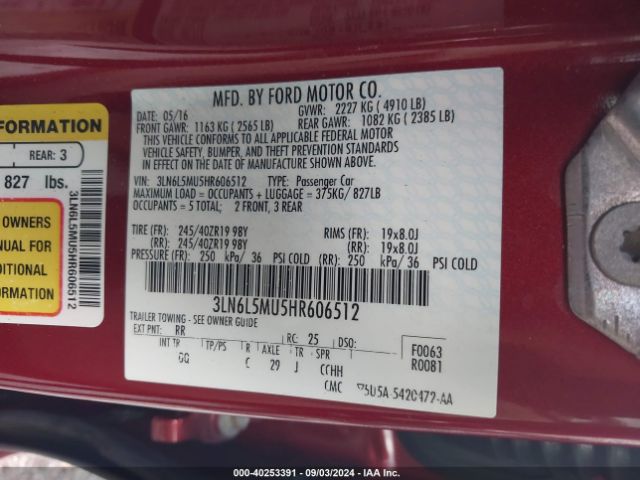 FORMATION
REAR: 3
827 lbs.
OWNERS
NUAL FOR
DITIONAL
ORMATION
3LN6L5MU5HR606512
MFD. BY FORD MOTOR CO.
DATE: 05/16 GVWR: 2227 KG ( 4910 LB)
FRONT GAWR: 1163 KG ( 2565 LB) REAR GAWR: 1082 KG ( 2385 LB)
THIS VEHICLE CONFORMS TO ALL APPLICABLE FEDERAL MOTOR
VEHICLE SAFETY, BUMPER, AND THEFT PREVENTION STANDARDS
IN EFFECT ON THE DATE OF MANUFACTURE SHOWN ABOVE.
VIN: 3LN6L5MU5HR606512 TYPE: Passenger Car
MAXIMUM LOAD = OCCUPANTS + LUGGAGE = 375KG/ 827LB
OCCUPANTS = 5 TOTAL; 2 FRONT, 3 REAR
TIRE (FR): 245/40ZR19 98Y RIMS (FR): 19x8.0J
(RR): 245/40ZR19 98Y (RR): 19x8.0J
PRESSURE (FR): 250 kPa/ 36 PSI COLD (RR): 250 kPa/ 36 PSI COLD
3LN6L5MU5HR606512
TRAILER TOWING - SEE OWNER GUIDE
EXT PNT: RR RC: 25 DSO: F0063
INT TR TP/PS R AXLE TR SPR R0081
C 29 J CCHH
CMC 5U5A-5420472-AA
000-40253391 - 09/03/2024 - IAA Inc.